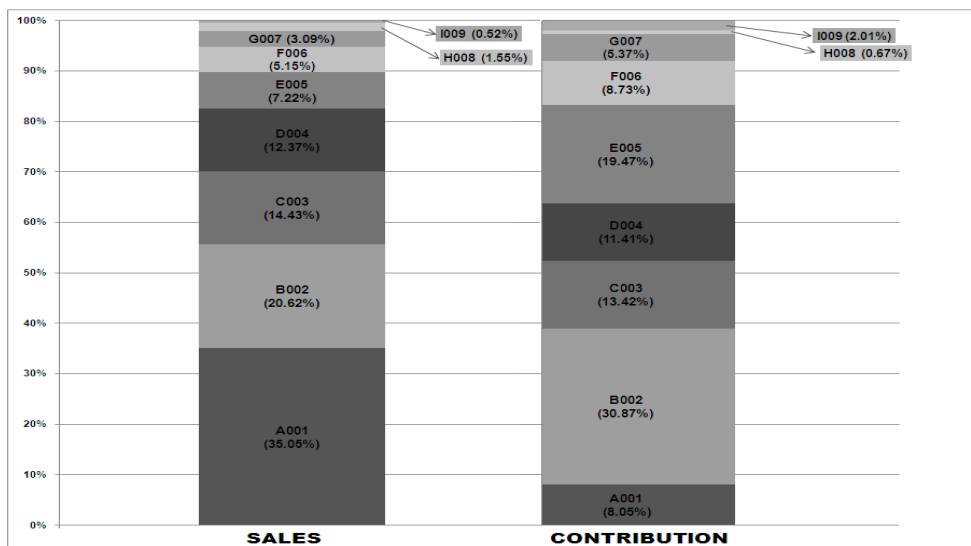 100%
90%
80%
70%
60%
50%
40%
30%
20%
10%
0%
I009 (0.52%)
H008 (1.55%)
G007 (3.09%)
F006
(5.15%)
E005
(7.22%)
D004
(12.37%)
C003
(14.43%)
B002
(20.62%)
A001
(35.05%)
SALES
I009 (2.01%)
H008 (0.67%)
G007
(5.37%)
F006
(8.73%)
E005
(19.47%)
D004
(11.41%)
C003
(13.42%)
B002
(30.87%)
A001
(8.05%)
CONTRIBUTION